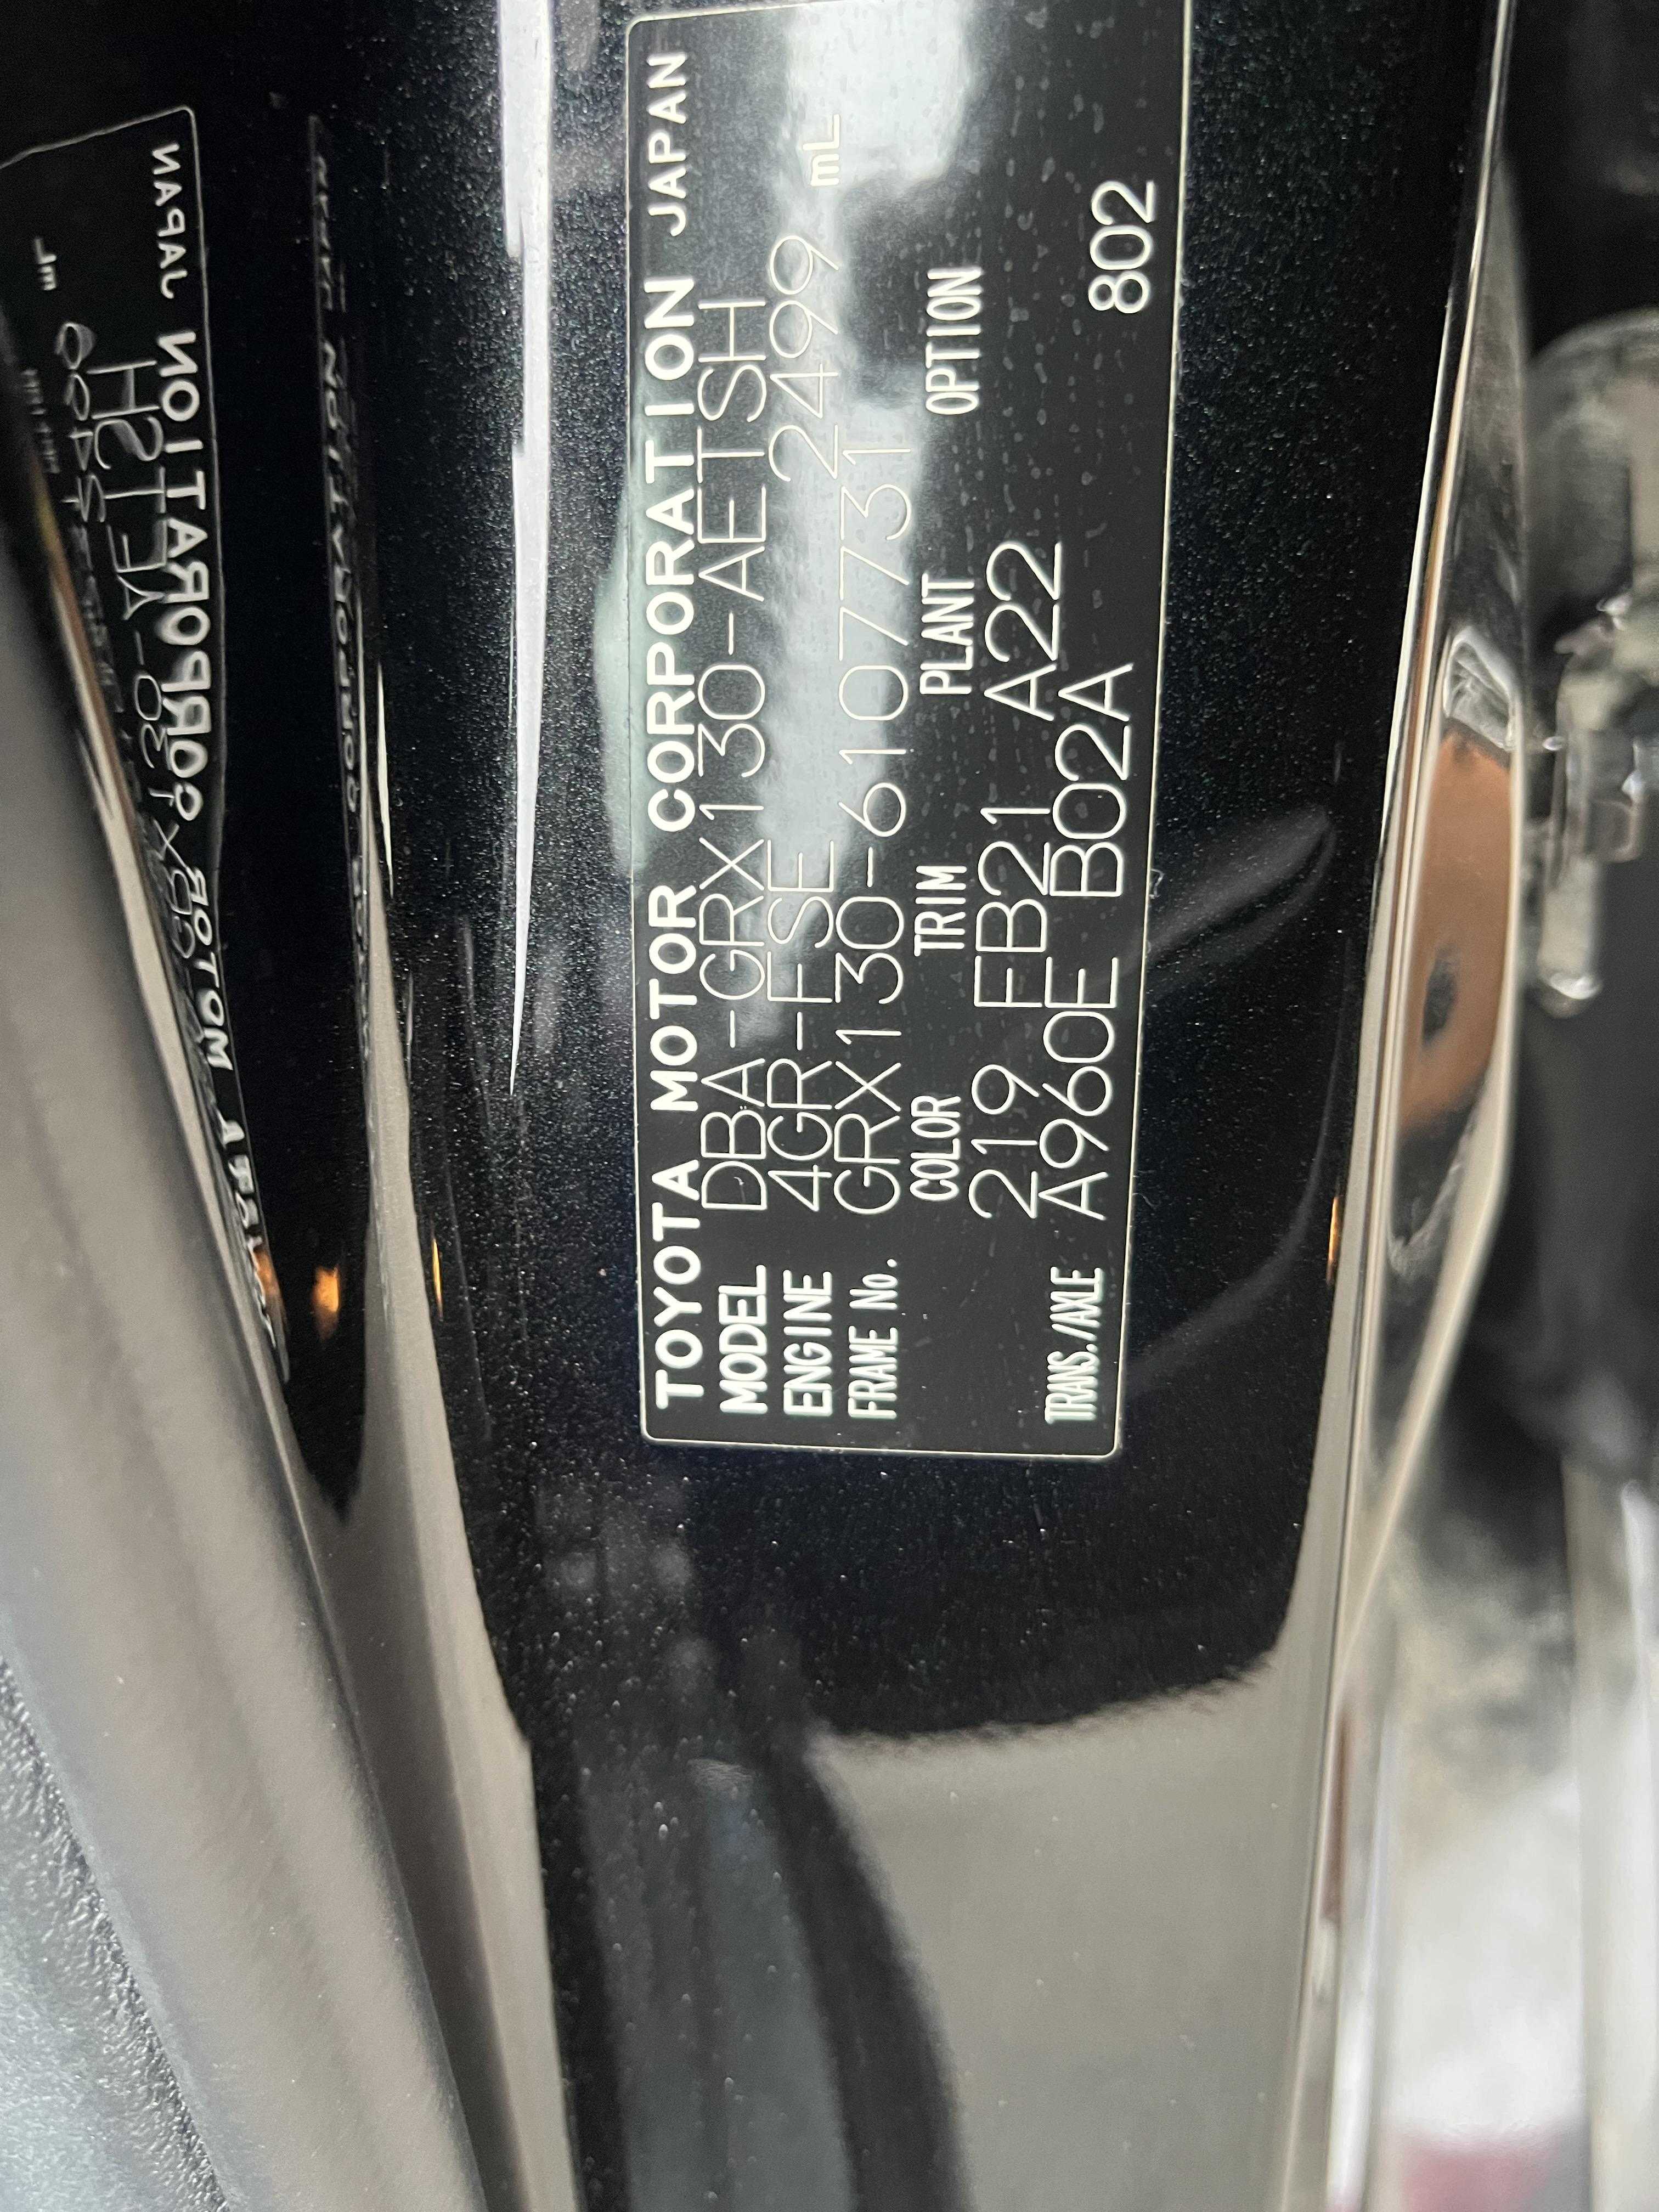 TOYOTA MOTOR CORPORATION JAPAN
MODEL DBA-GRX130-AETSH
ENGINE 4GR-FSE 2499 mL
FRAME No. GRX130-6107731
COLOR TRIM PLANT OPTION
219 FB21 A22
TRANS./AXLE A960E B02A 802